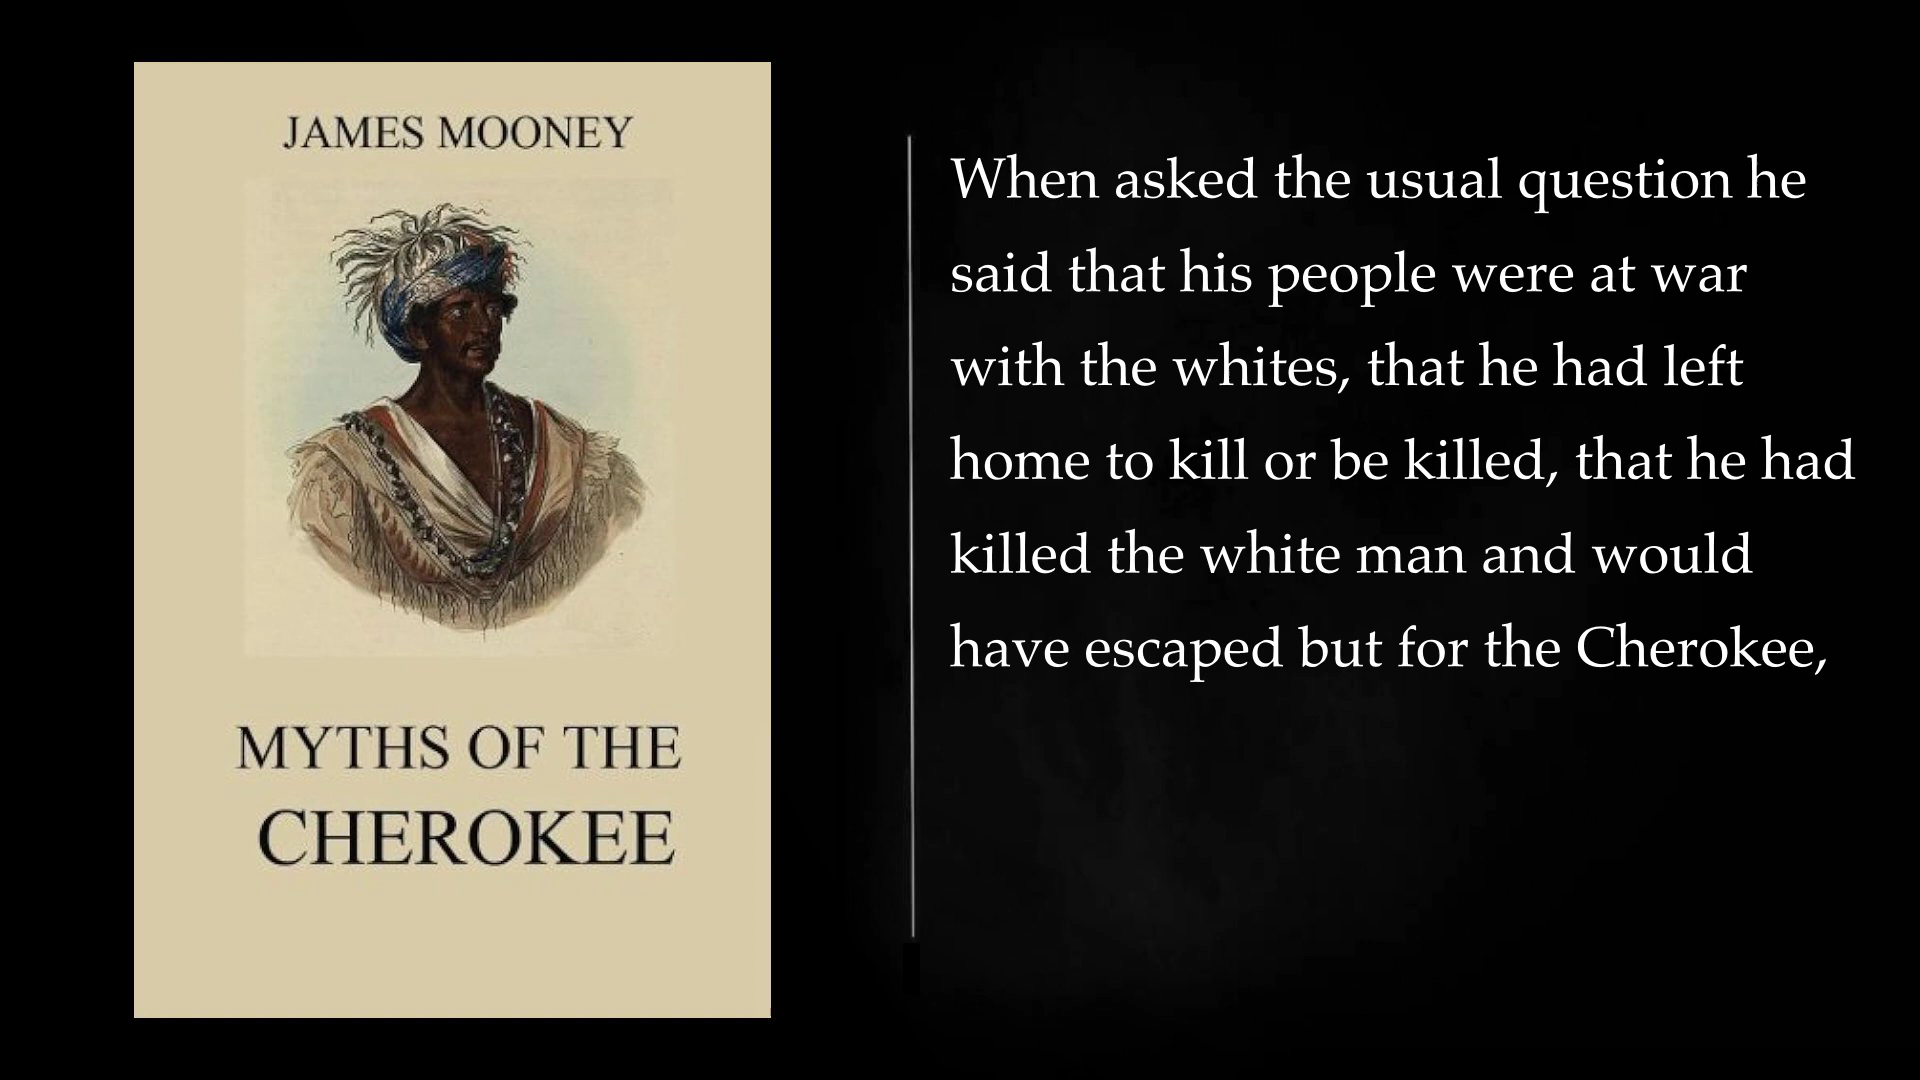 JAMES MOONEY
MYTHS OF THE
CHEROKEE
When asked the usual question he
said that his people were at war
with the whites, that he had left
home to kill or be killed, that he had
killed the white man and would
have escaped but for the Cherokee,